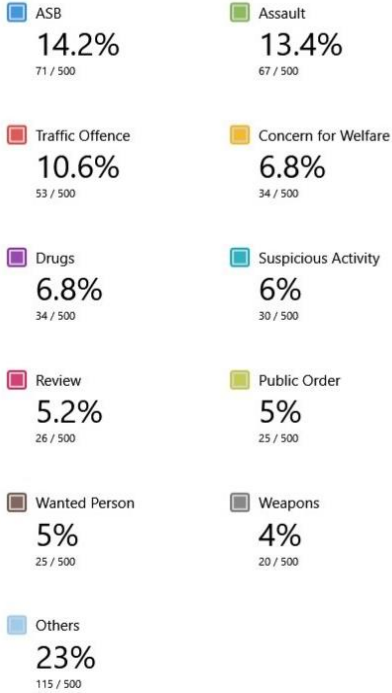 ASB
14.2%
71 / 500
Assault
13.4%
67 / 500
Traffic Offence
10.6%
53 / 500
Concern for Welfare
6.8%
34 / 500
Drugs
6.8%
34 / 500
Suspicious Activity
6%
30 / 500
Review
5.2%
26 / 500
Public Order
5%
25 / 500
Wanted Person
5%
25 / 500
Weapons
4%
20 / 500
Others
23%
115 / 500